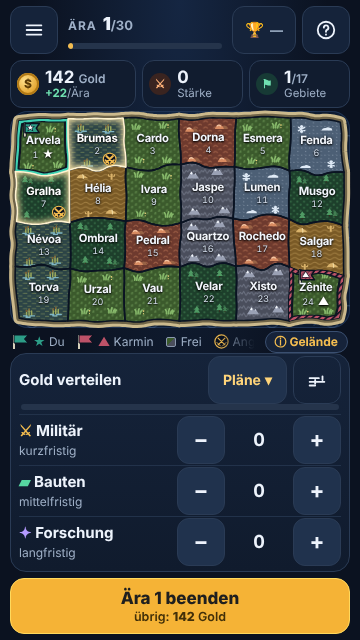 ÄRA 1/30
🏆 —
142 Gold
+22/Ära
0
Stärke
1/17
Gebiete
Arvela
1 ★
Brumas
2
Cardo
3
Dorna
4
Esmera
5
Fenda
6
Gralha
7
Hélia
8
Ivara
9
Jaspe
10
Lumen
11
Musgo
12
Névoa
13
Ombral
14
Pedral
15
Quartzo
16
Rochedo
17
Salgar
18
Torva
19
Urzal
20
Vau
21
Velar
22
Xisto
23
Zênite
24 ▲
★ Du ▲ Karmin Frei An
ⓘ Gelände
Gold verteilen
Pläne ▾
Militär
kurzfristig
− 0 +
Bauten
mittelfristig
− 0 +
Forschung
langfristig
− 0 +
Ära 1 beenden
übrig: 142 Gold